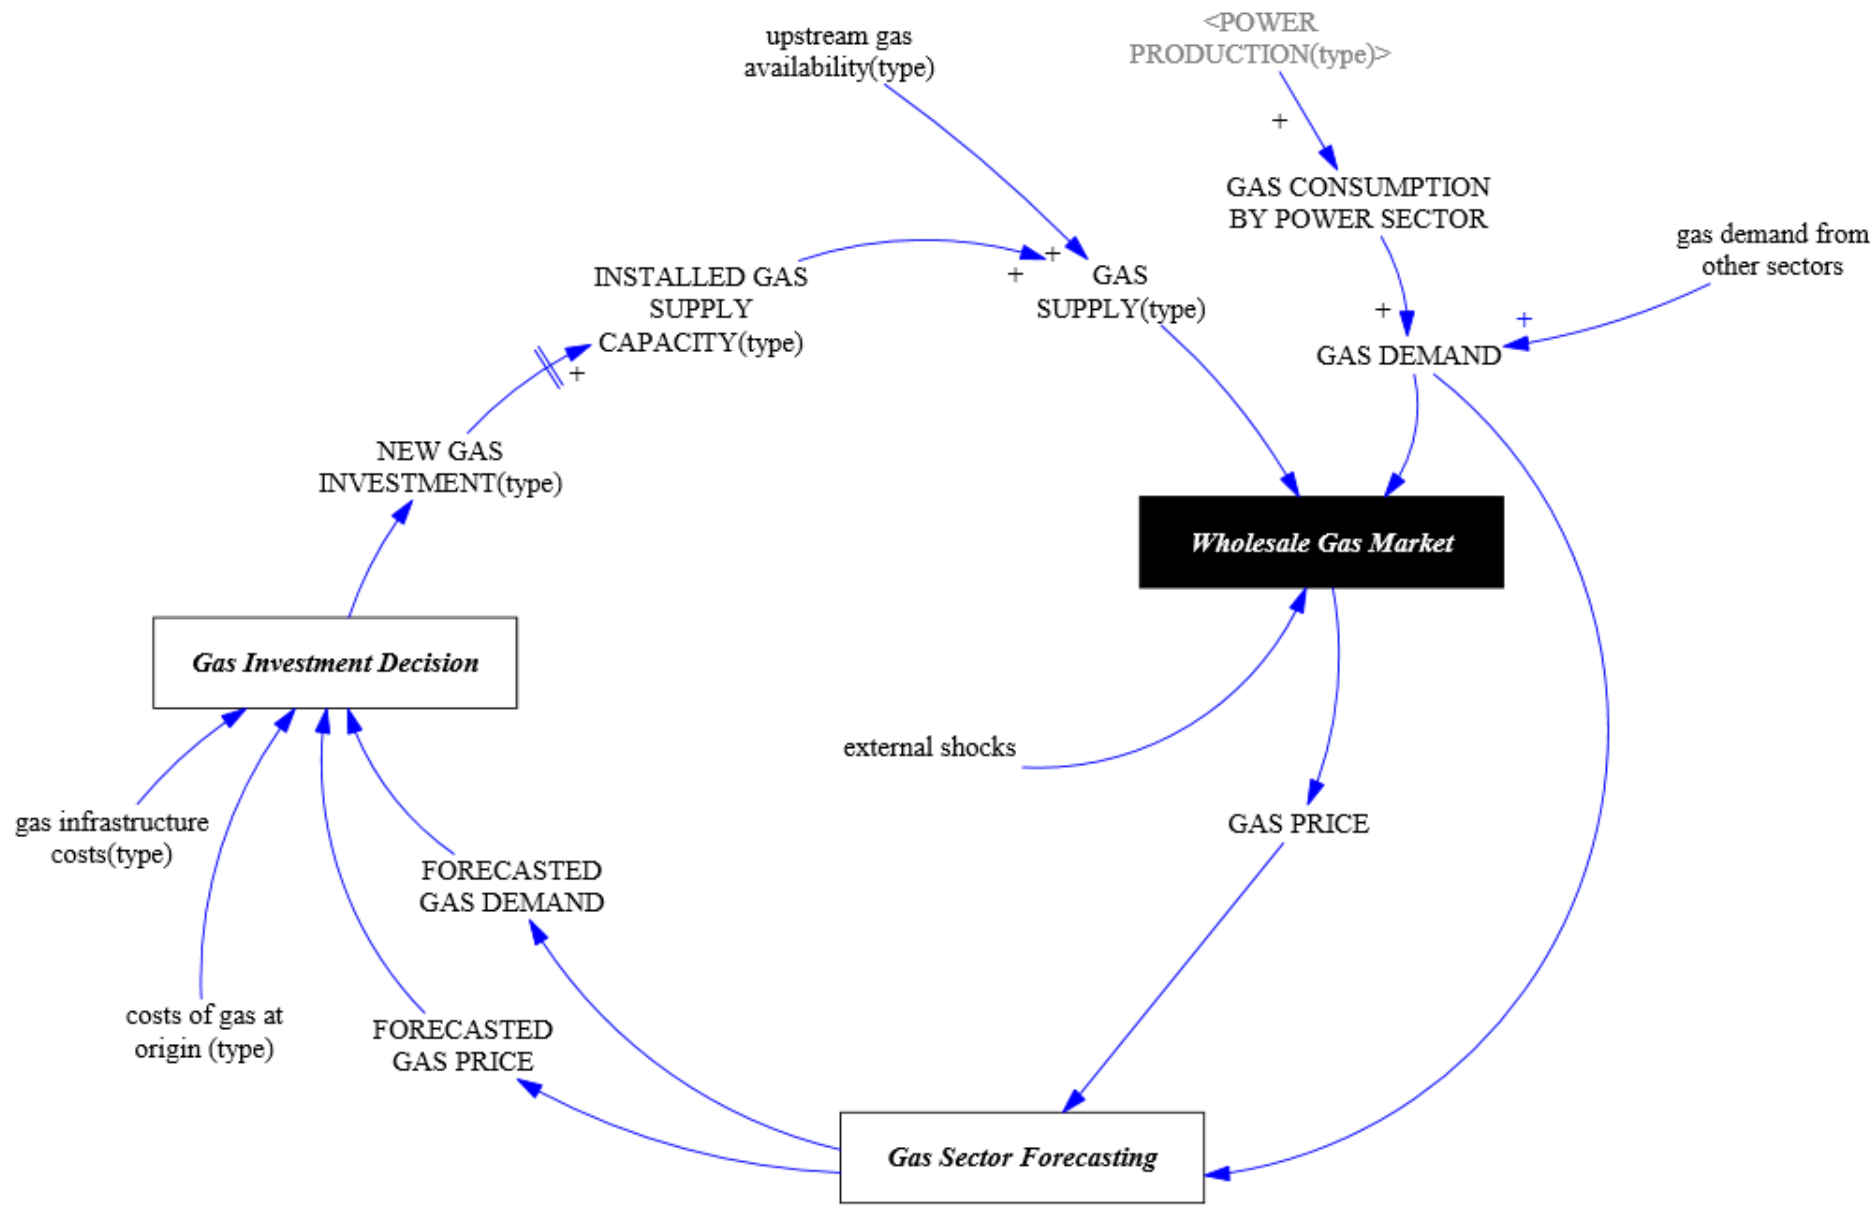 <POWER
PRODUCTION(type)>
upstream gas
availability(type)
+
GAS CONSUMPTION
BY POWER SECTOR
gas demand from
other sectors
INSTALLED GAS
SUPPLY
CAPACITY(type)
+
+
GAS
SUPPLY(type)
+
+
GAS DEMAND
+
NEW GAS
INVESTMENT(type)
Wholesale Gas Market
Gas Investment Decision
external shocks
gas infrastructure
costs(type)
GAS PRICE
FORECASTED
GAS DEMAND
costs of gas at
origin (type)
FORECASTED
GAS PRICE
Gas Sector Forecasting